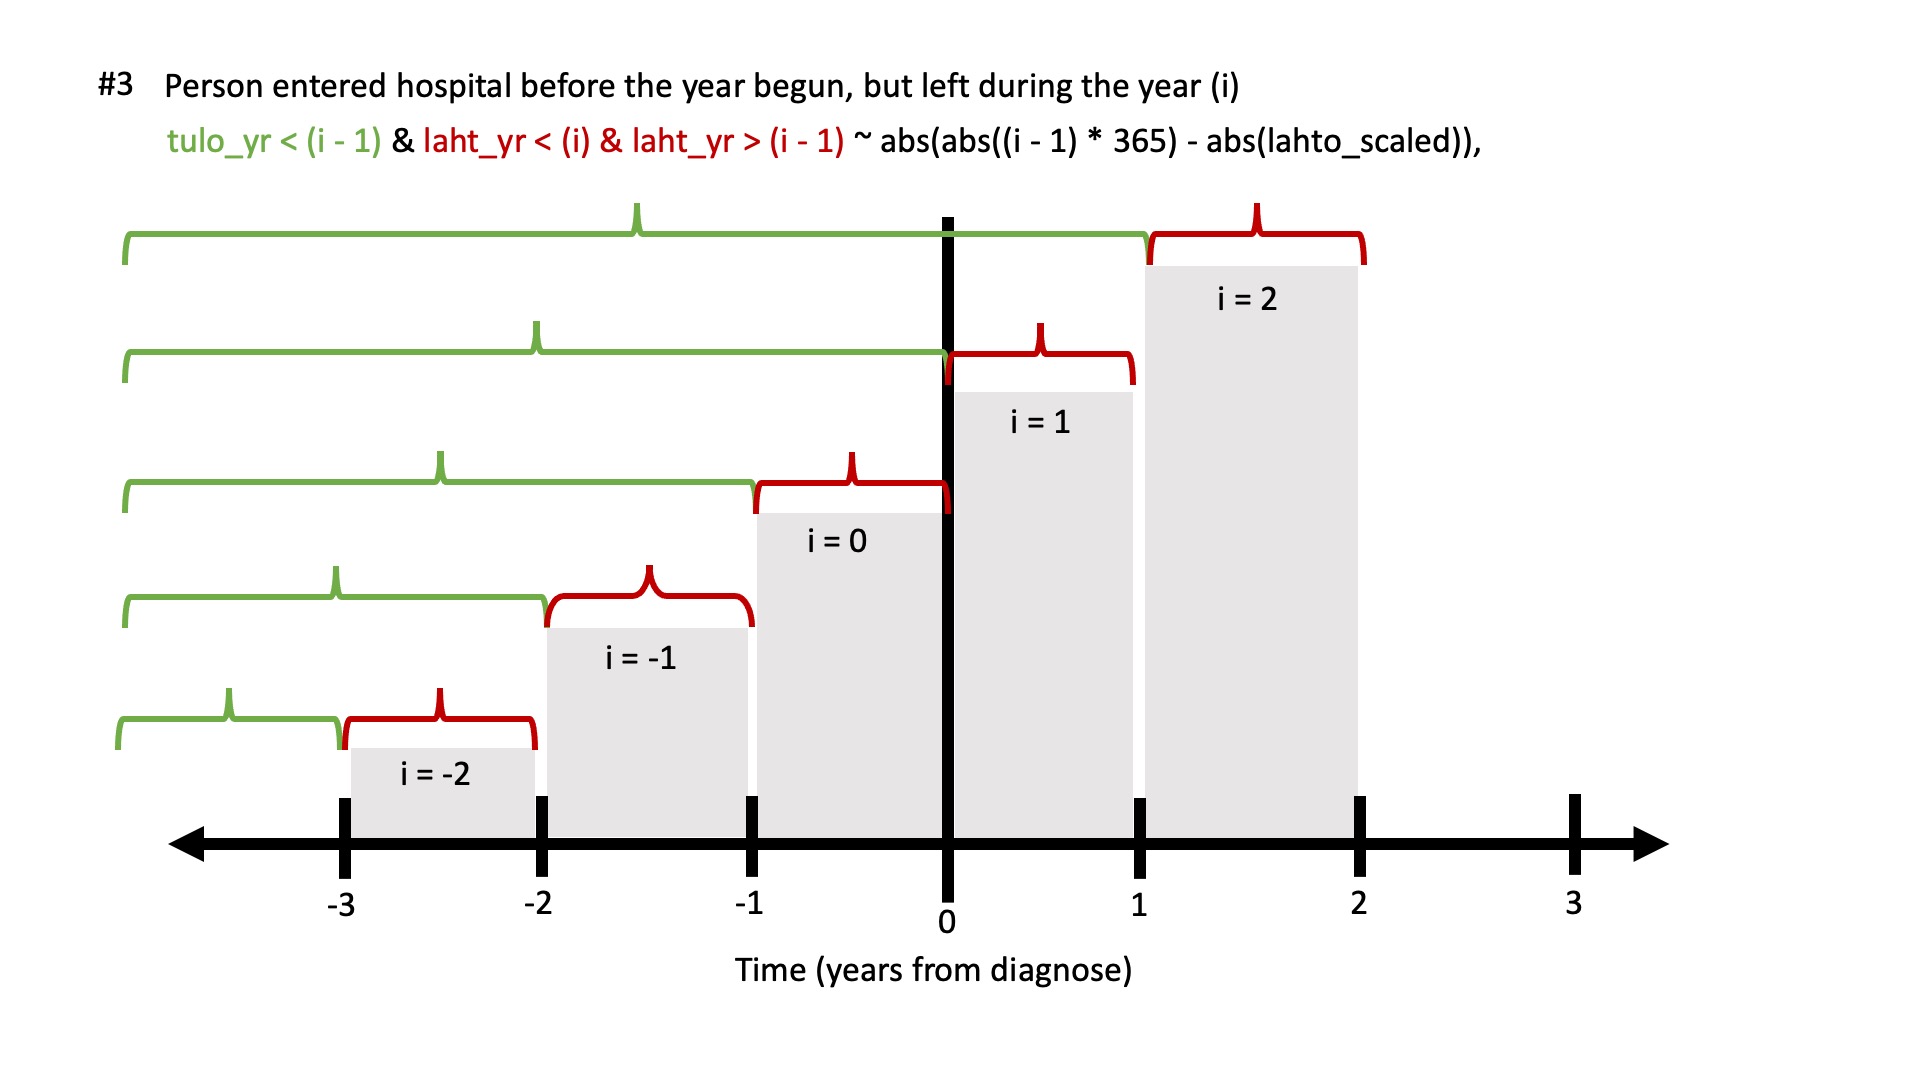 #3 Person entered hospital before the year begun, but left during the year (i)
tulo_yr < (i - 1) & laht_yr < (i) & laht_yr > (i - 1) ~ abs(abs((i - 1) * 365) - abs(lahto_scaled)),
i = 2
i = 1
i = 0
i = -1
i = -2
-3 -2 -1 0 1 2 3
Time (years from diagnose)